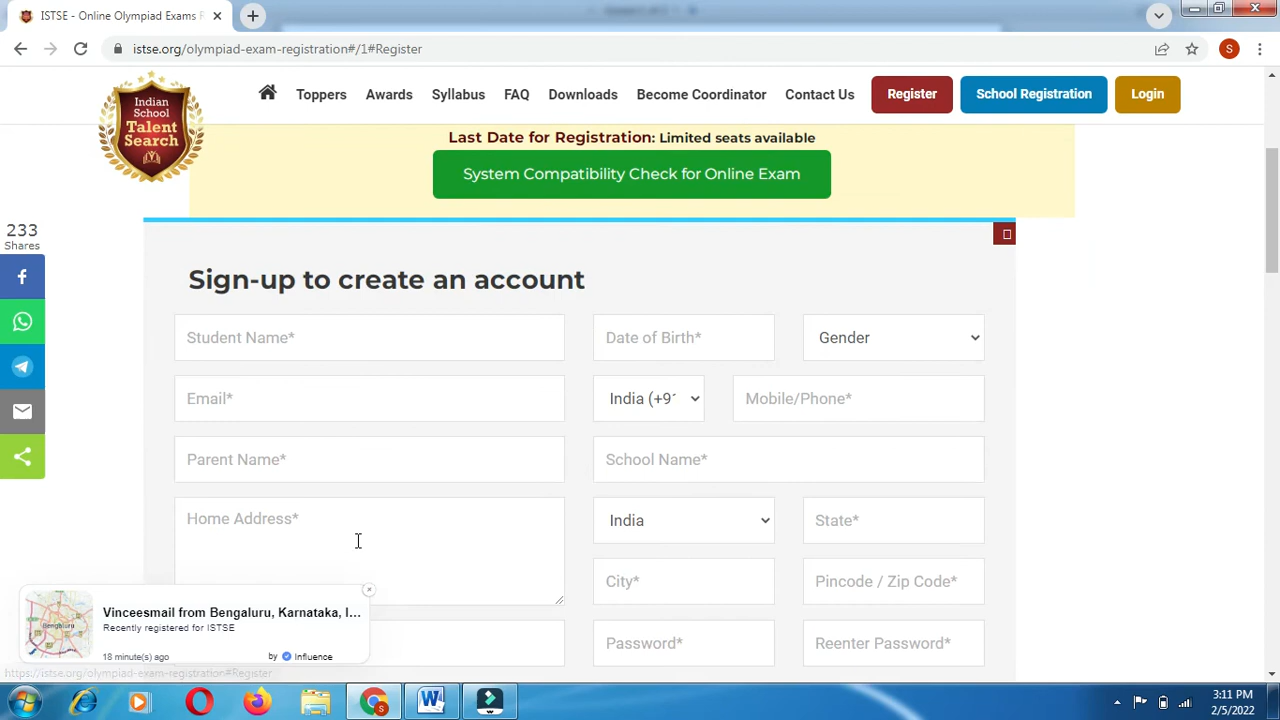 ISTSE - Online Olympiad Exams R
istse.org/olympiad-exam-registration#/1#Register
S
Indian
School
Talent
Search
Toppers
Awards
Syllabus
FAQ
Downloads
Become Coordinator
Contact Us
Register
School Registration
Login
Last Date for Registration: Limited seats available
System Compatibility Check for Online Exam
233
Shares
Sign-up to create an account
Student Name*
Date of Birth*
Gender
Email*
India (+91
Mobile/Phone*
Parent Name*
School Name*
Home Address*
India
State*
City*
Pincode / Zip Code*
Password*
Reenter Password*
Vinceesmail from Bengaluru, Karnataka, I...
Recently registered for ISTSE
18 minute(s) ago
by Influence
Bengaluru
https://istse.org/olympiad-exam-registration#Register
3:11 PM
2/5/2022